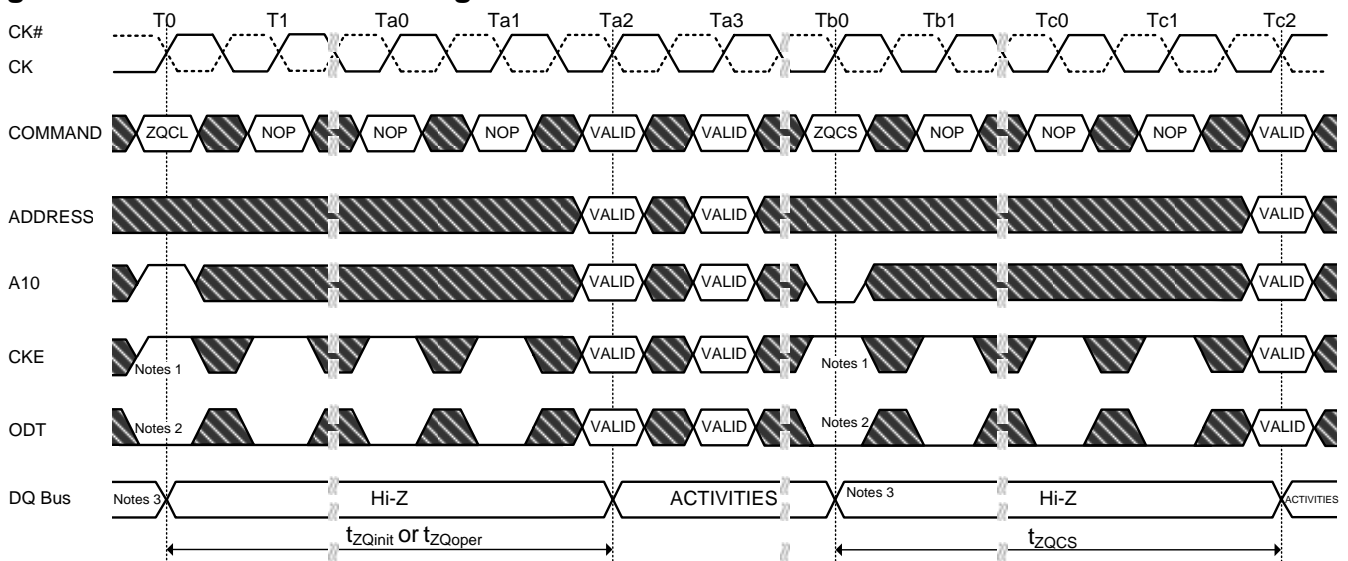 T0 T1 Ta0 Ta1 Ta2 Ta3 Tb0 Tb1 Tc0 Tc1 Tc2
CK#
CK
COMMAND ZQCL NOP NOP NOP VALID VALID ZQCS NOP NOP NOP VALID
ADDRESS VALID VALID VALID
A10 VALID VALID VALID
CKE Notes 1 VALID VALID Notes 1 VALID
ODT Notes 2 VALID VALID Notes 2 VALID
DQ Bus Notes 3 Hi-Z ACTIVITIES Notes 3 Hi-Z ACTIVITIES
tZQinit or tZQoper tZQCS